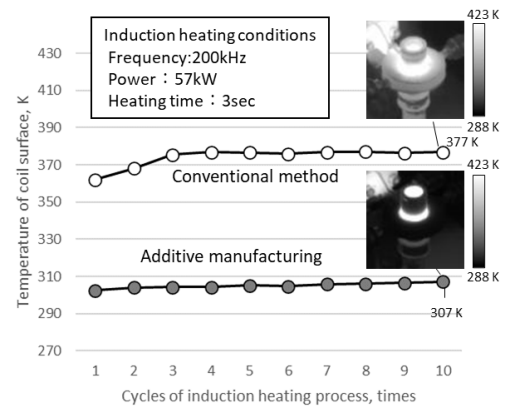 Induction heating conditions
Frequency:200kHz
Power：57kW
Heating time：3sec
423 K
288 K
377 K
423 K
288 K
307 K
Conventional method
Additive manufacturing
Temperature of coil surface, K
430
410
390
370
350
330
310
290
270
1 2 3 4 5 6 7 8 9 10
Cycles of induction heating process, times